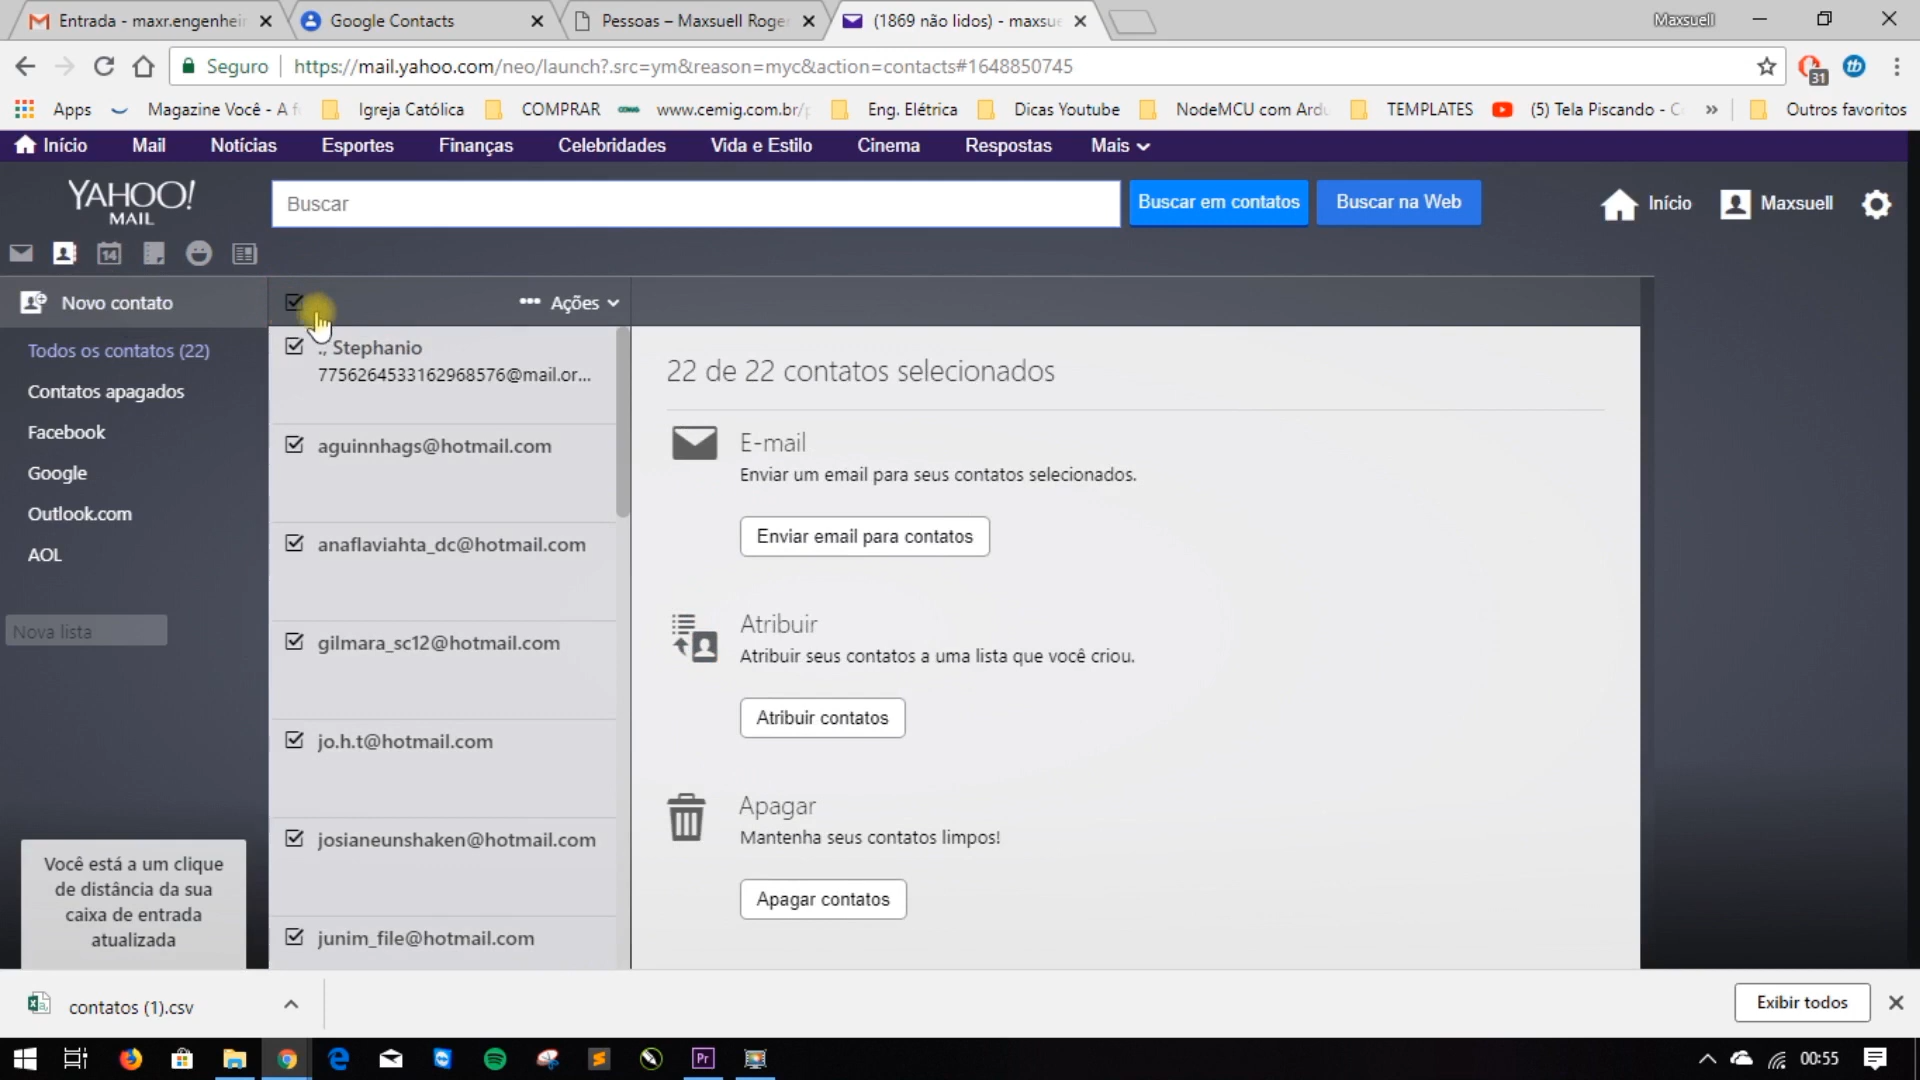 Entrada - maxr.engenhei
Google Contacts
Pessoas – Maxsuell Roge
(1869 não lidos) - maxsue
Maxsuell
Seguro
https://mail.yahoo.com/neo/launch?.src=ym&reason=myc&action=contacts#1648850745
31
tb
Apps
Magazine Você - A f
Igreja Católica
COMPRAR
www.cemig.com.br/
Eng. Elétrica
Dicas Youtube
NodeMCU com Ardu
TEMPLATES
(5) Tela Piscando - C
»
Outros favoritos
Início Mail Notícias Esportes Finanças Celebridades Vida e Estilo Cinema Respostas Mais
YAHOO!
MAIL
Buscar
Buscar em contatos
Buscar na Web
Início
Maxsuell
14
Novo contato
••• Ações
Todos os contatos (22)
Contatos apagados
Facebook
Google
Outlook.com
AOL
Nova lista
Você está a um clique
de distância da sua
caixa de entrada
atualizada
., Stephanio
7756264533162968576@mail.or...
aguinnhags@hotmail.com
anaflaviahta_dc@hotmail.com
gilmara_sc12@hotmail.com
jo.h.t@hotmail.com
josianeunshaken@hotmail.com
junim_file@hotmail.com
22 de 22 contatos selecionados
E-mail
Enviar um email para seus contatos selecionados.
Enviar email para contatos
Atribuir
Atribuir seus contatos a uma lista que você criou.
Atribuir contatos
Apagar
Mantenha seus contatos limpos!
Apagar contatos
contatos (1).csv
Exibir todos
Pr
00:55